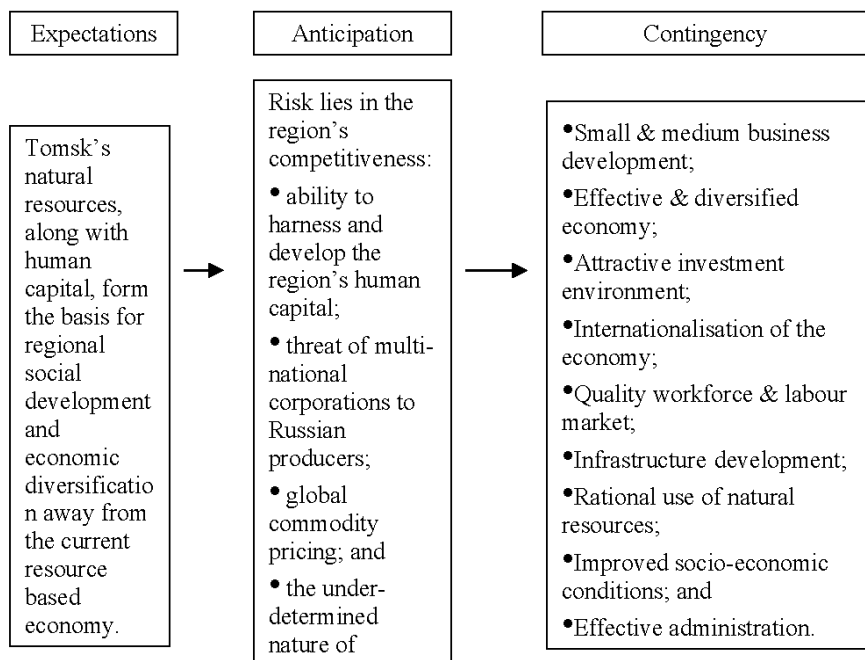 Expectations
Anticipation
Contingency
Tomsk's
natural
resources,
along with
human
capital, form
the basis for
regional
social
development
and
economic
diversificatio
n away from
the current
resource
based
economy.
Risk lies in the
region's
competitiveness:
• ability to
harness and
develop the
region's human
capital;
• threat of multi-
national
corporations to
Russian
producers;
• global
commodity
pricing; and
• the under-
determined
nature of
•Small & medium business
development;
•Effective & diversified
economy;
•Attractive investment
environment;
•Internationalisation of the
economy;
•Quality workforce & labour
market;
•Infrastructure development;
•Rational use of natural
resources;
•Improved socio-economic
conditions; and
•Effective administration.